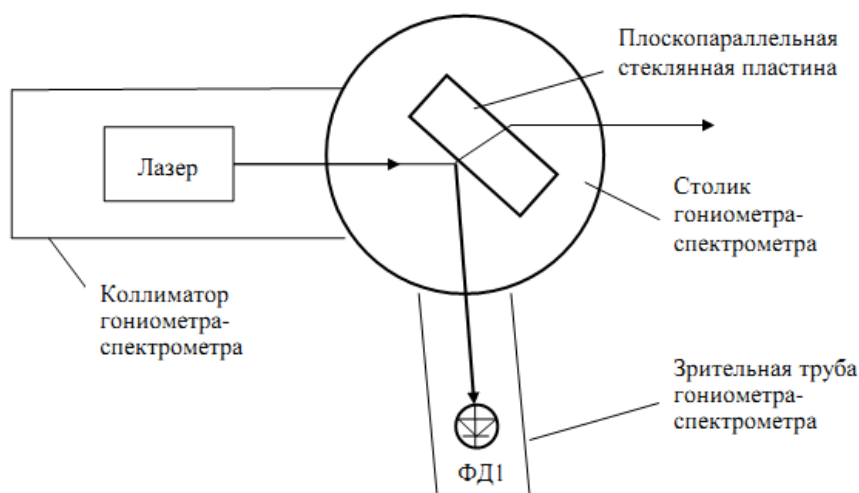 Плоскопараллельная
стеклянная пластина
Лазер
Столик
гониометра-
спектрометра
Коллиматор
гониометра-
спектрометра
Зрительная труба
гониометра-
спектрометра
ФД1